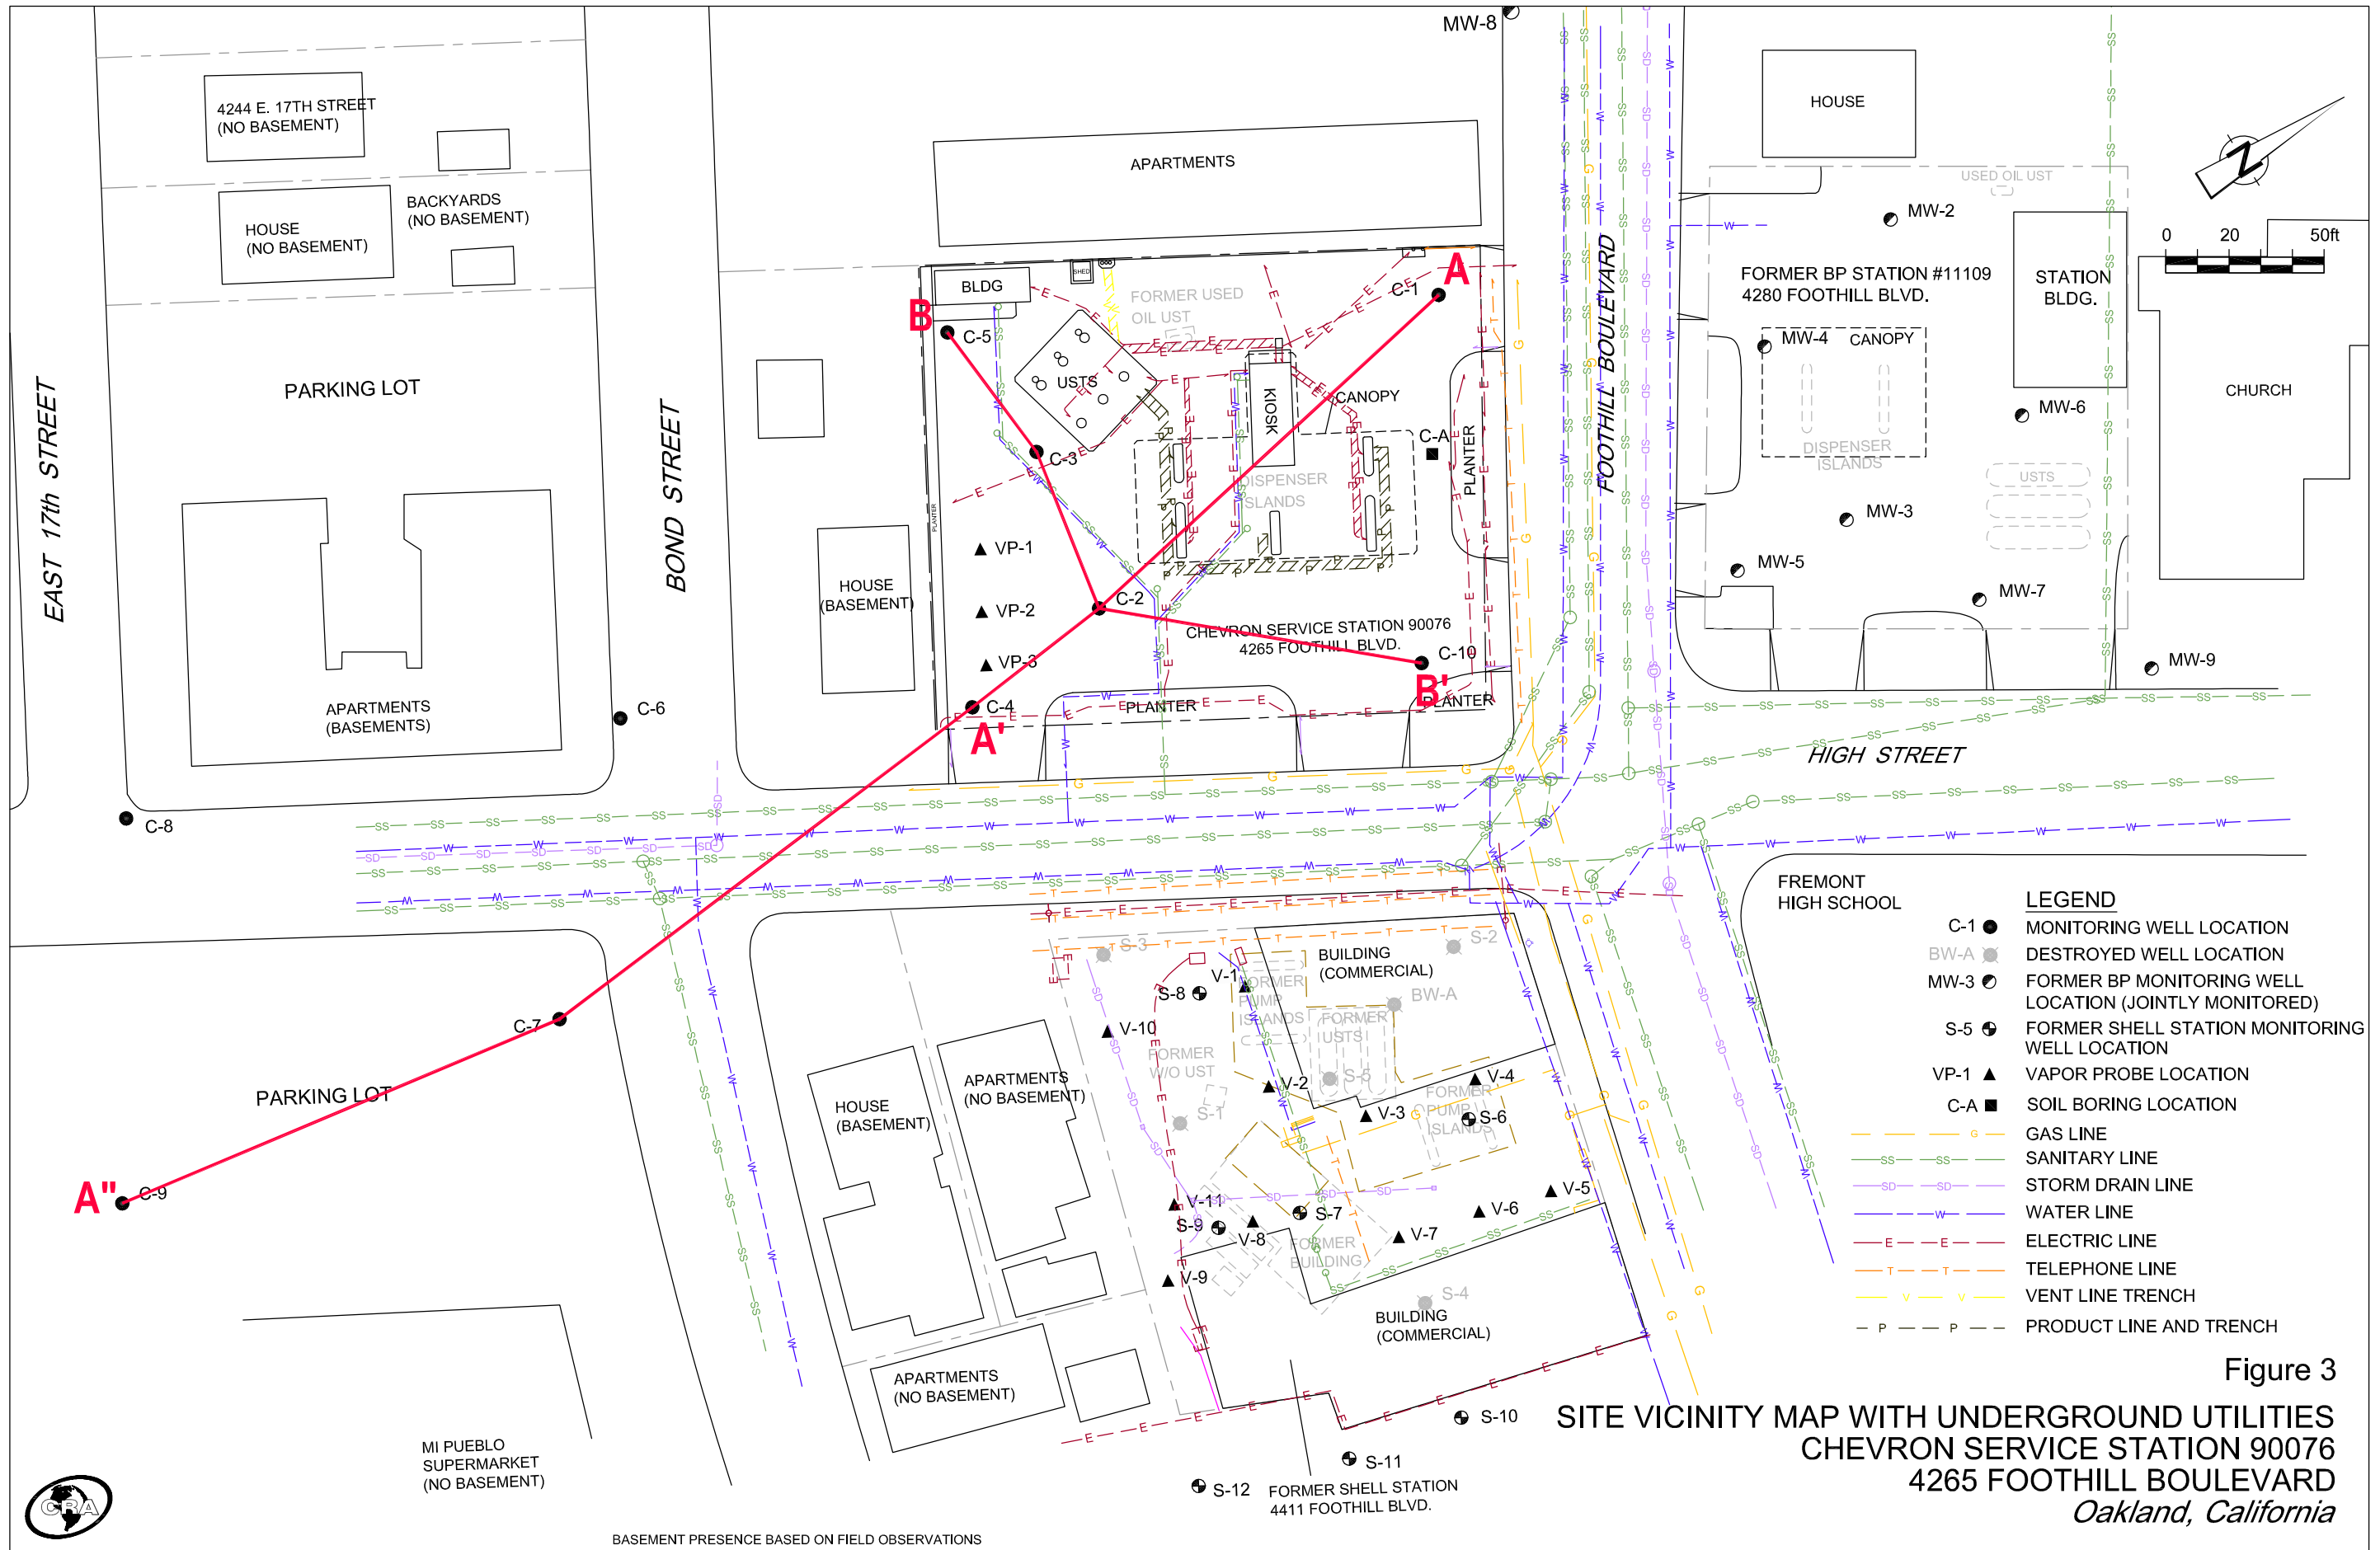 MW-8
4244 E. 17TH STREET
(NO BASEMENT)
HOUSE
(NO BASEMENT)
BACKYARDS
(NO BASEMENT)
PARKING LOT
EAST 17th STREET
BOND STREET
APARTMENTS
(BASEMENTS)
C-8
C-6
APARTMENTS
BLDG
SHED
B
C-5
FORMER USED
OIL UST
USTS
C-1
A
KIOSK
CANOPY
C-A
PLANTER
C-3
DISPENSER
ISLANDS
PLANTER
VP-1
VP-2
VP-3
HOUSE
(BASEMENT)
C-2
CHEVRON SERVICE STATION 90076
4265 FOOTHILL BLVD.
C-10
B'
C-4
A'
PLANTER
PLANTER
FOOTHILL BOULEVARD
HOUSE
USED OIL UST
MW-2
N
0 20 50ft
FORMER BP STATION #11109
4280 FOOTHILL BLVD.
STATION
BLDG.
MW-4
CANOPY
CHURCH
MW-6
DISPENSER
ISLANDS
USTS
MW-3
MW-5
MW-7
MW-9
HIGH STREET
FREMONT
HIGH SCHOOL
C-7
PARKING LOT
A"
C-9
MI PUEBLO
SUPERMARKET
(NO BASEMENT)
HOUSE
(BASEMENT)
APARTMENTS
(NO BASEMENT)
APARTMENTS
(NO BASEMENT)
S-3
S-2
BUILDING
(COMMERCIAL)
V-1
S-8
FORMER
PUMP
ISLANDS
BW-A
FORMER
USTS
V-10
FORMER
W/O UST
V-2
S-5
V-4
S-1
V-3
FORMER
PUMP
ISLANDS
S-6
V-11
S-9
V-8
S-7
V-5
V-6
V-7
FORMER
BUILDING
V-9
S-4
BUILDING
(COMMERCIAL)
S-10
S-11
S-12
FORMER SHELL STATION
4411 FOOTHILL BLVD.
LEGEND
C-1 MONITORING WELL LOCATION
BW-A DESTROYED WELL LOCATION
MW-3 FORMER BP MONITORING WELL
LOCATION (JOINTLY MONITORED)
S-5 FORMER SHELL STATION MONITORING
WELL LOCATION
VP-1 VAPOR PROBE LOCATION
C-A SOIL BORING LOCATION
G GAS LINE
SS SS SANITARY LINE
SD SD STORM DRAIN LINE
W WATER LINE
E E ELECTRIC LINE
T T TELEPHONE LINE
V V VENT LINE TRENCH
P P PRODUCT LINE AND TRENCH
Figure 3
SITE VICINITY MAP WITH UNDERGROUND UTILITIES
CHEVRON SERVICE STATION 90076
4265 FOOTHILL BOULEVARD
Oakland, California
CRA
BASEMENT PRESENCE BASED ON FIELD OBSERVATIONS